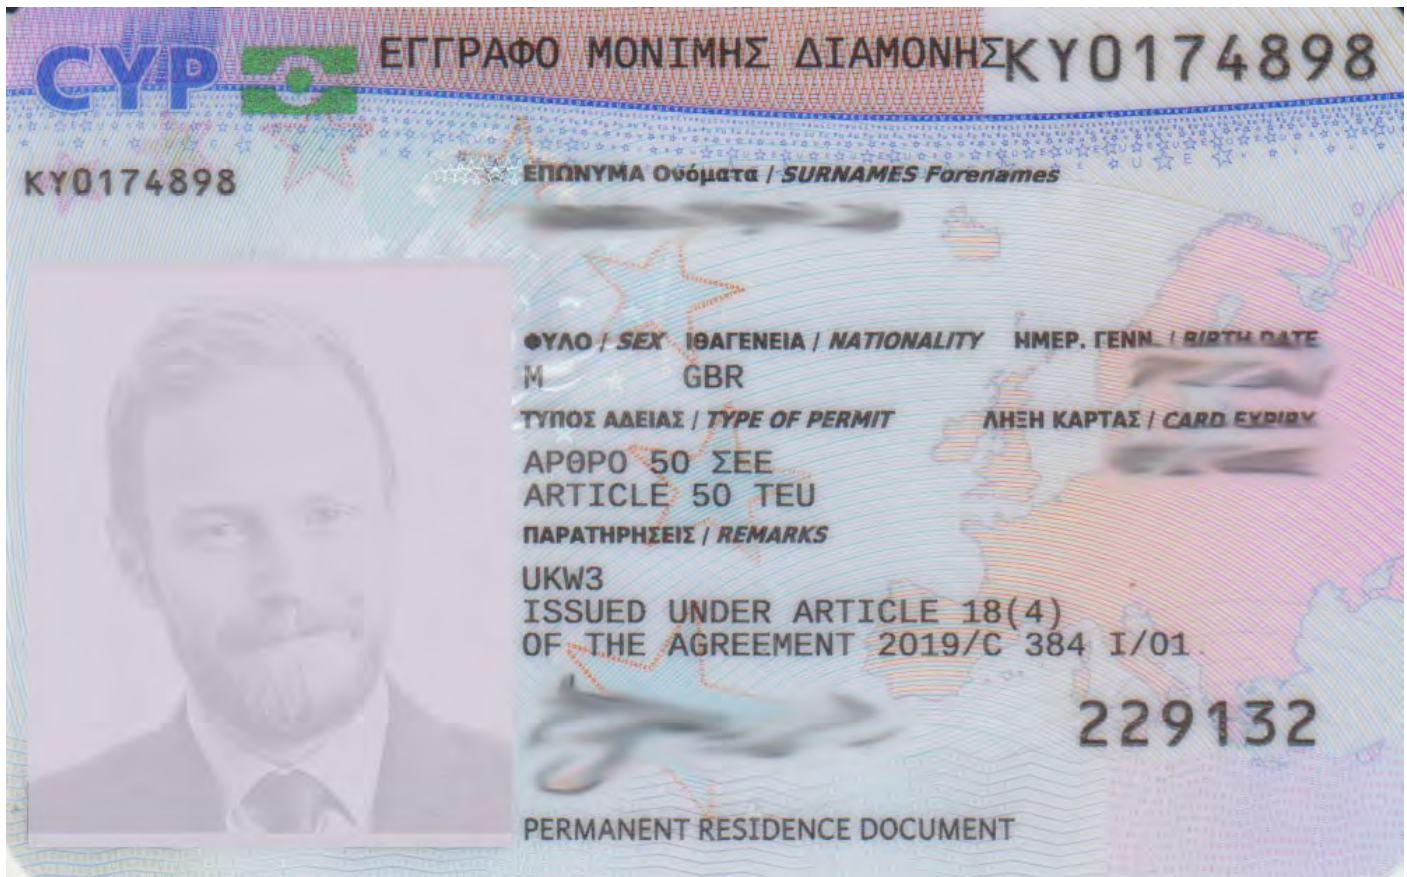 CYP ΕΓΓΡΑΦΟ ΜΟΝΙΜΗΣ ΔΙΑΜΟΝΗΣ KY0174898
KY0174898
ΕΠΩΝΥΜΑ Ονόματα / SURNAMES Forenames
ΦΥΛΟ / SEX ΙΘΑΓΕΝΕΙΑ / NATIONALITY ΗΜΕΡ. ΓΕΝΝ. / BIRTH DATE
M GBR
ΤΥΠΟΣ ΑΔΕΙΑΣ / TYPE OF PERMIT ΛΗΞΗ ΚΑΡΤΑΣ / CARD EXPIRY
ΑΡΘΡΟ 50 ΣΕΕ
ARTICLE 50 TEU
ΠΑΡΑΤΗΡΗΣΕΙΣ / REMARKS
UKW3
ISSUED UNDER ARTICLE 18(4)
OF THE AGREEMENT 2019/C 384 I/01.
229132
PERMANENT RESIDENCE DOCUMENT